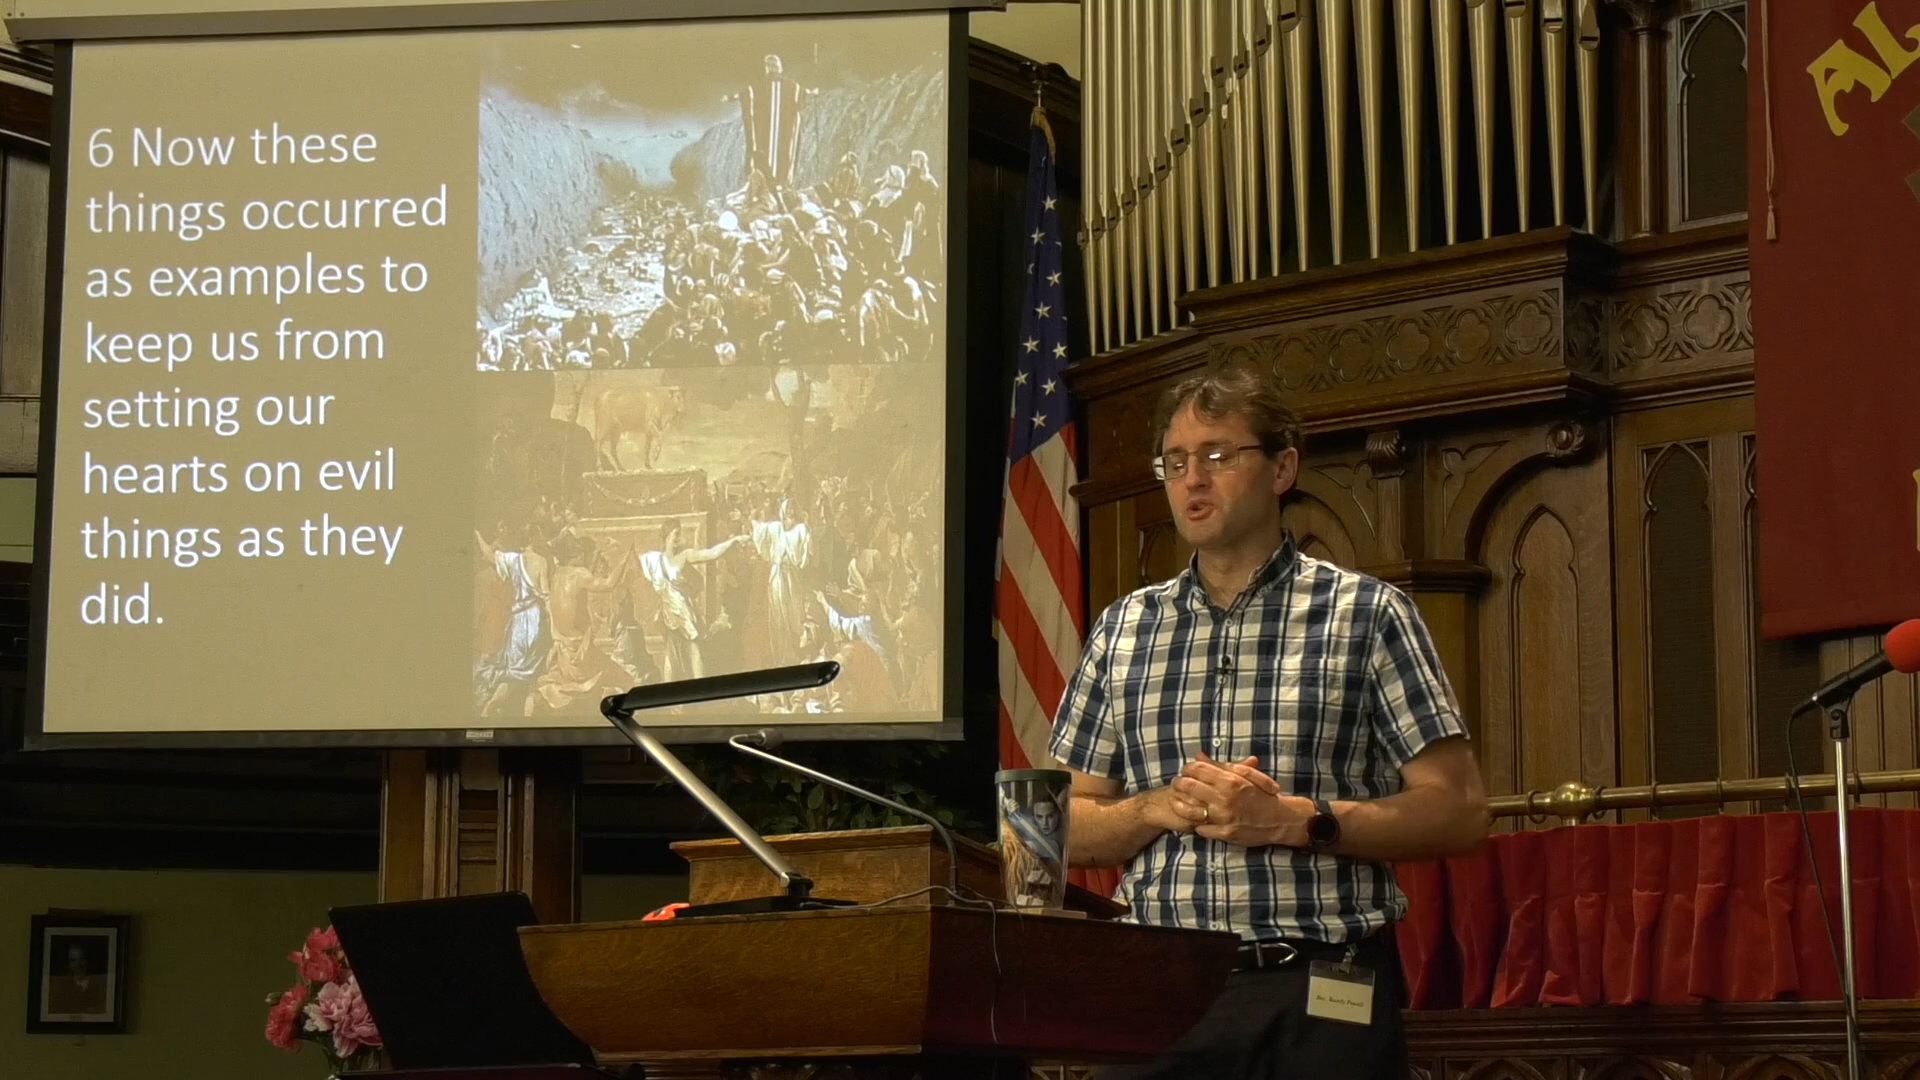 6 Now these
things occurred
as examples to
keep us from
setting our
hearts on evil
things as they
did.
AL